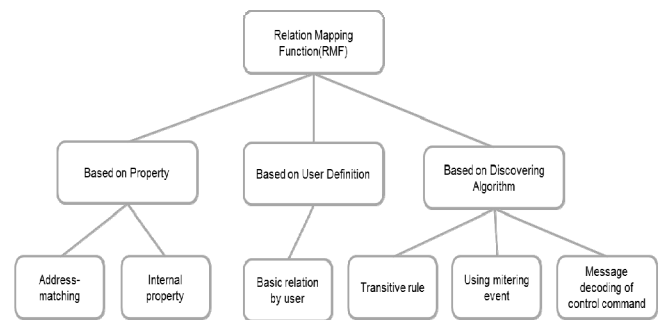 Relation Mapping
Function(RMF)
Based on Property
Based on User Definition
Based on Discovering
Algorithm
Address-
matching
Internal
property
Basic relation
by user
Transitive rule
Using mitering
event
Message
decoding of
control command